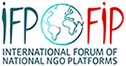 iFP FiP
INTERNATIONAL FORUM OF
NATIONAL NGO PLATFORMS